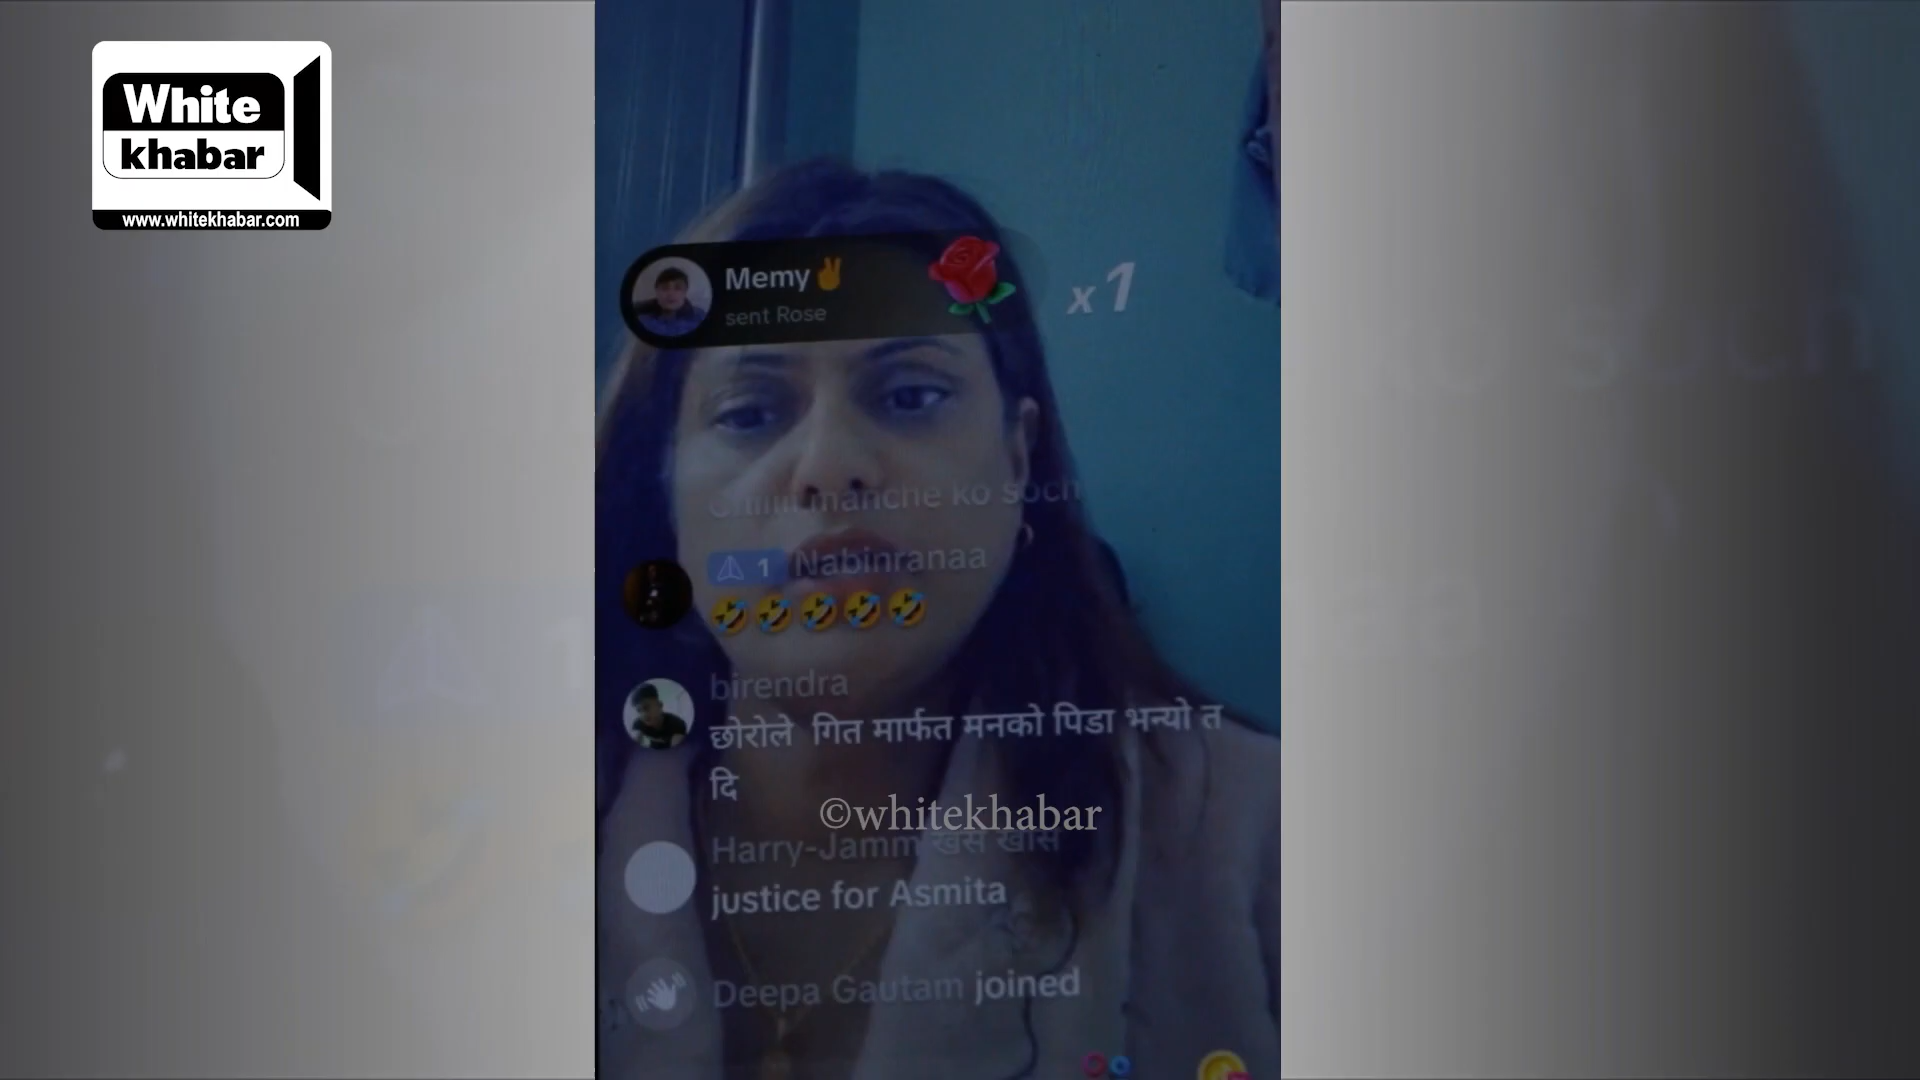 White
khabar
www.whitekhabar.com
Memy✌
sent Rose
x1
manche ko soch
1 Nabinranaa
🤣🤣🤣🤣🤣
birendra
छोरोले गित मार्फत मनको पिडा भन्यो त
दि
©whitekhabar
Harry-Jamm खस खास
justice for Asmita
Deepa Gautam joined